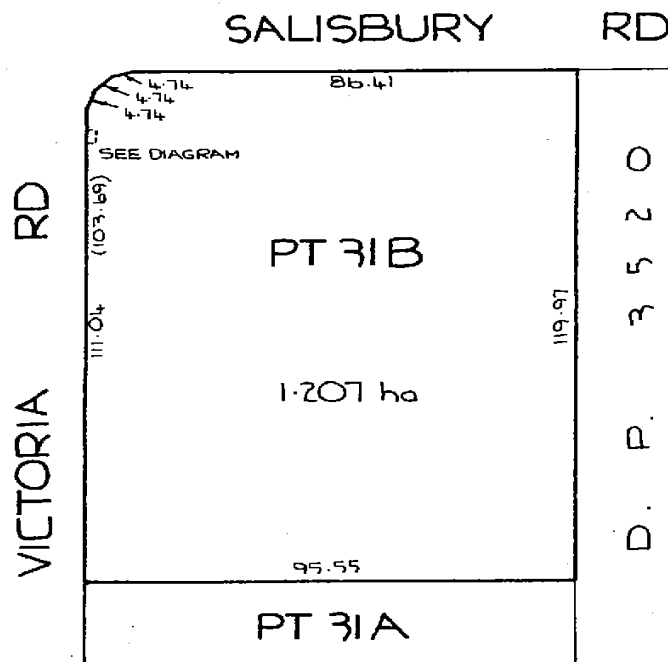 SALISBURY RD
4.74
4.74
4.74
86.41
SEE DIAGRAM
VICTORIA RD
111.04 (103.69)
PT 31B
1.207 ha
119.97
D. P. 3520
95.55
PT 31A